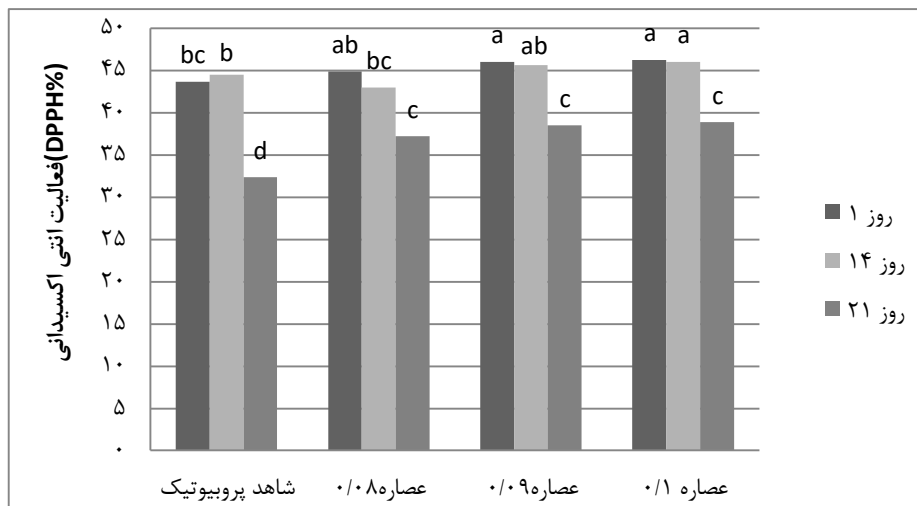 فعالیت انتی اکسیدانی(DPPH%)
۵۰
۴۵
۴۰
۳۵
۳۰
۲۵
۲۰
۱۵
۱۰
۵
۰
bc b d
ab bc c
a ab c
a a c
شاهد پروبیوتیک
عصاره۰/۰۸
عصاره۰/۰۹
عصاره ۰/۱
روز ۱
روز ۱۴
روز ۲۱